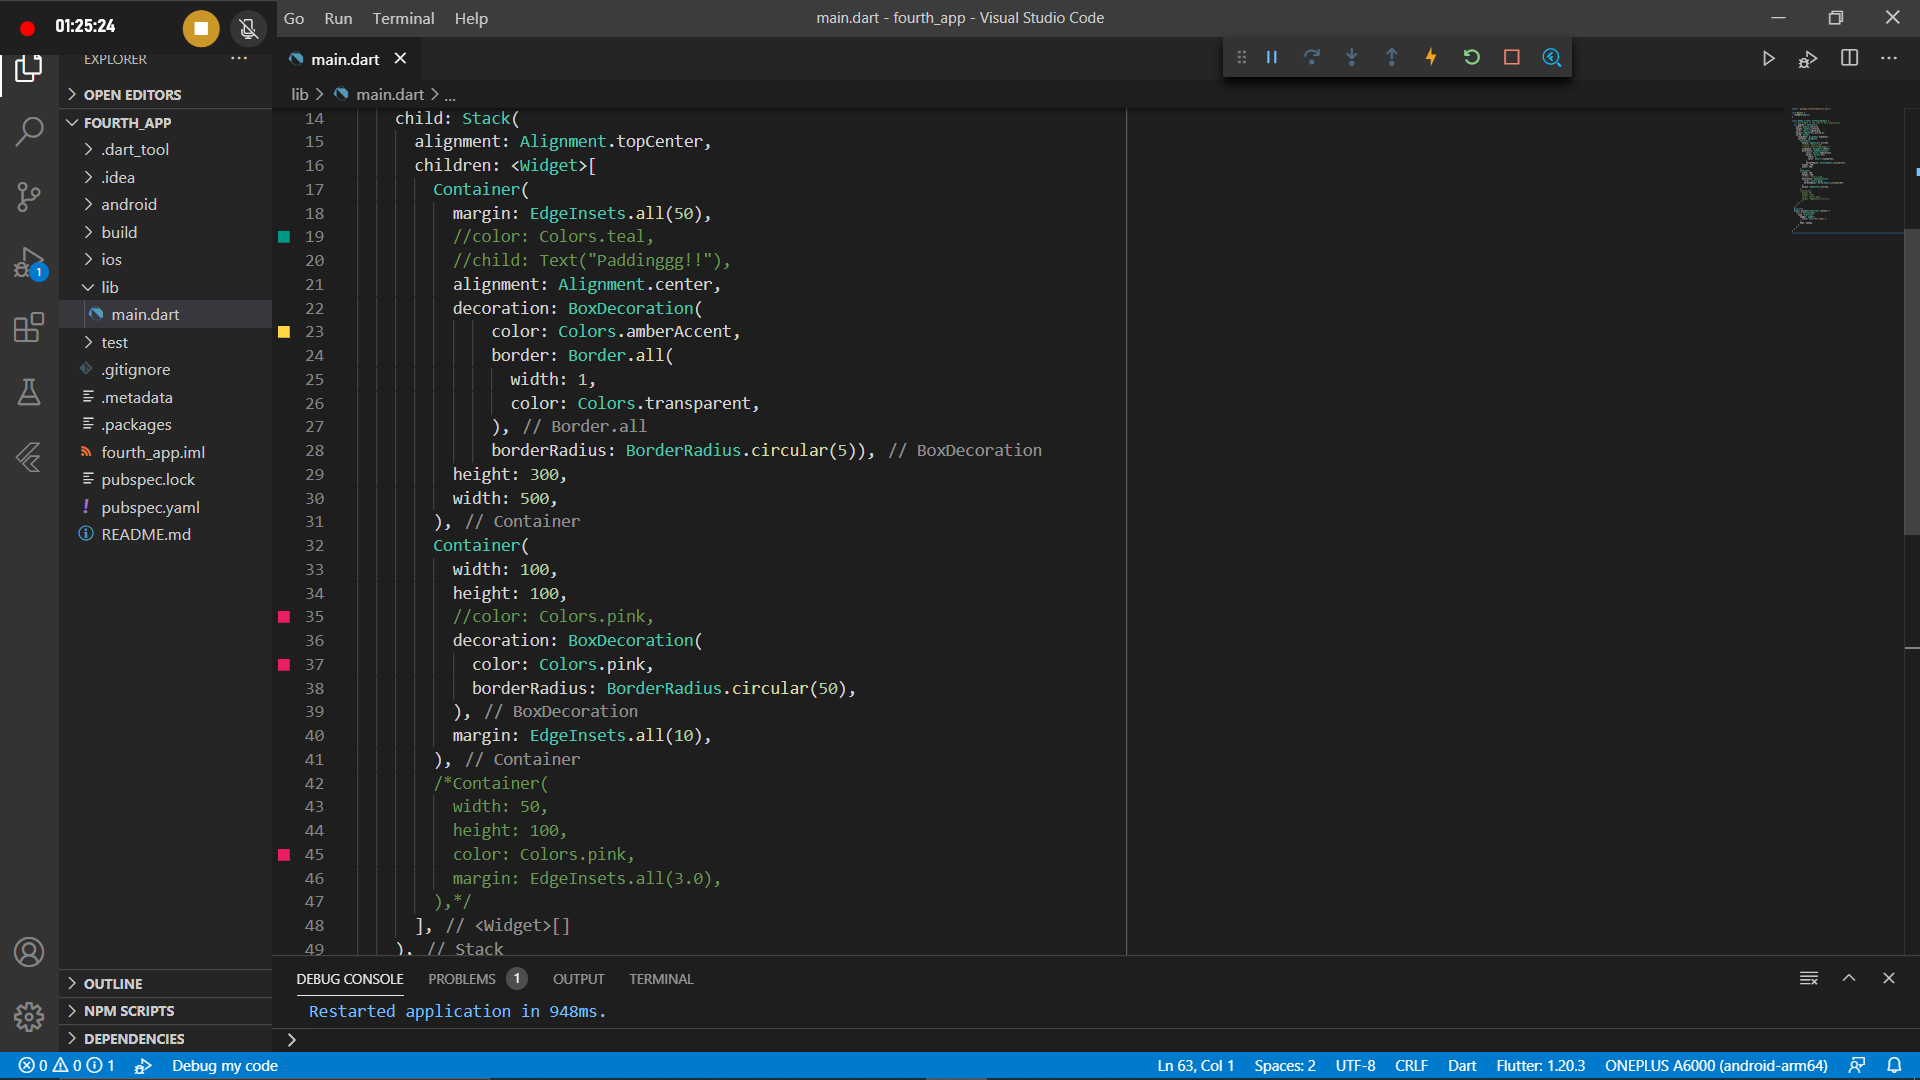 01:25:24
Go Run Terminal Help
main.dart - fourth_app - Visual Studio Code
EXPLORER
main.dart
OPEN EDITORS
lib > main.dart > ...
FOURTH_APP
.dart_tool
.idea
android
build
ios
lib
main.dart
test
.gitignore
.metadata
.packages
fourth_app.iml
pubspec.lock
pubspec.yaml
README.md
OUTLINE
NPM SCRIPTS
DEPENDENCIES
1
14 child: Stack(
15 alignment: Alignment.topCenter,
16 children: <Widget>[
17 Container(
18 margin: EdgeInsets.all(50),
19 //color: Colors.teal,
20 //child: Text("Paddinggg!!"),
21 alignment: Alignment.center,
22 decoration: BoxDecoration(
23 color: Colors.amberAccent,
24 border: Border.all(
25 width: 1,
26 color: Colors.transparent,
27 ), // Border.all
28 borderRadius: BorderRadius.circular(5)), // BoxDecoration
29 height: 300,
30 width: 500,
31 ), // Container
32 Container(
33 width: 100,
34 height: 100,
35 //color: Colors.pink,
36 decoration: BoxDecoration(
37 color: Colors.pink,
38 borderRadius: BorderRadius.circular(50),
39 ), // BoxDecoration
40 margin: EdgeInsets.all(10),
41 ), // Container
42 /*Container(
43 width: 50,
44 height: 100,
45 color: Colors.pink,
46 margin: EdgeInsets.all(3.0),
47 ),*/
48 ], // <Widget>[]
49 ), // Stack
DEBUG CONSOLE PROBLEMS 1 OUTPUT TERMINAL
Restarted application in 948ms.
>
0 0 1 Debug my code Ln 63, Col 1 Spaces: 2 UTF-8 CRLF Dart Flutter: 1.20.3 ONEPLUS A6000 (android-arm64)